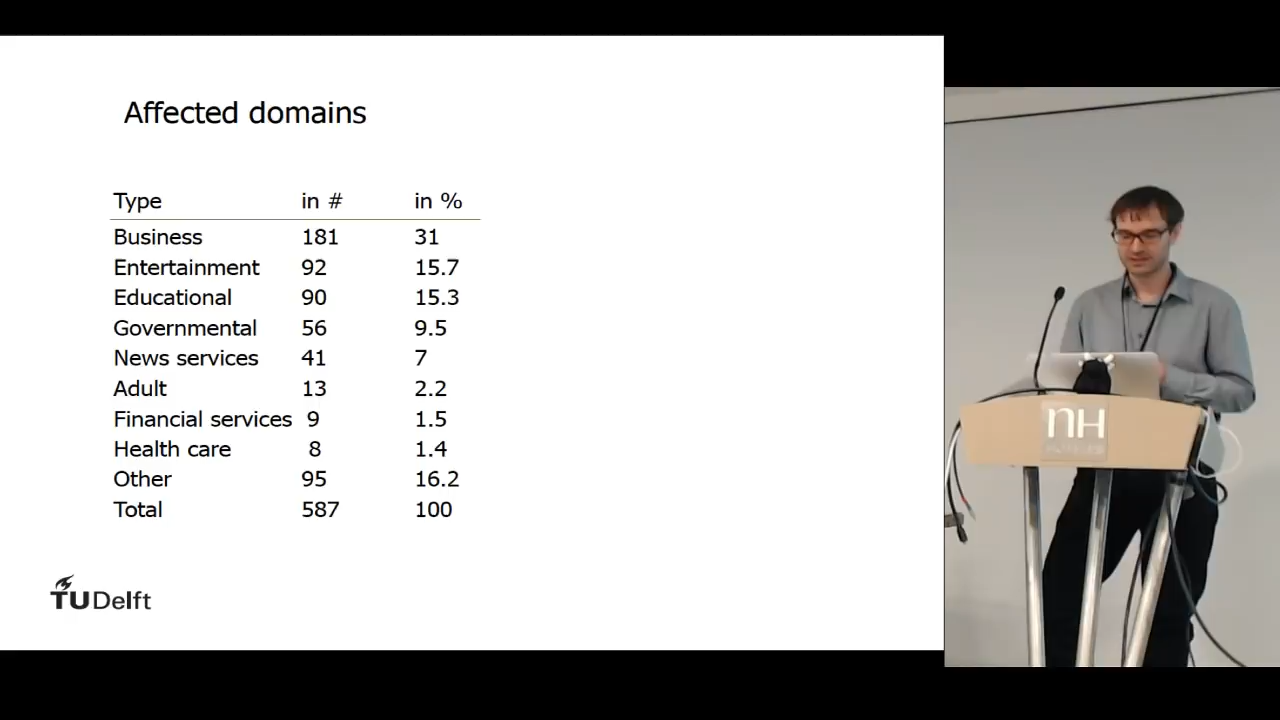 Affected domains
Type in # in %
Business 181 31
Entertainment 92 15.7
Educational 90 15.3
Governmental 56 9.5
News services 41 7
Adult 13 2.2
Financial services 9 1.5
Health care 8 1.4
Other 95 16.2
Total 587 100
TUDelft
nH